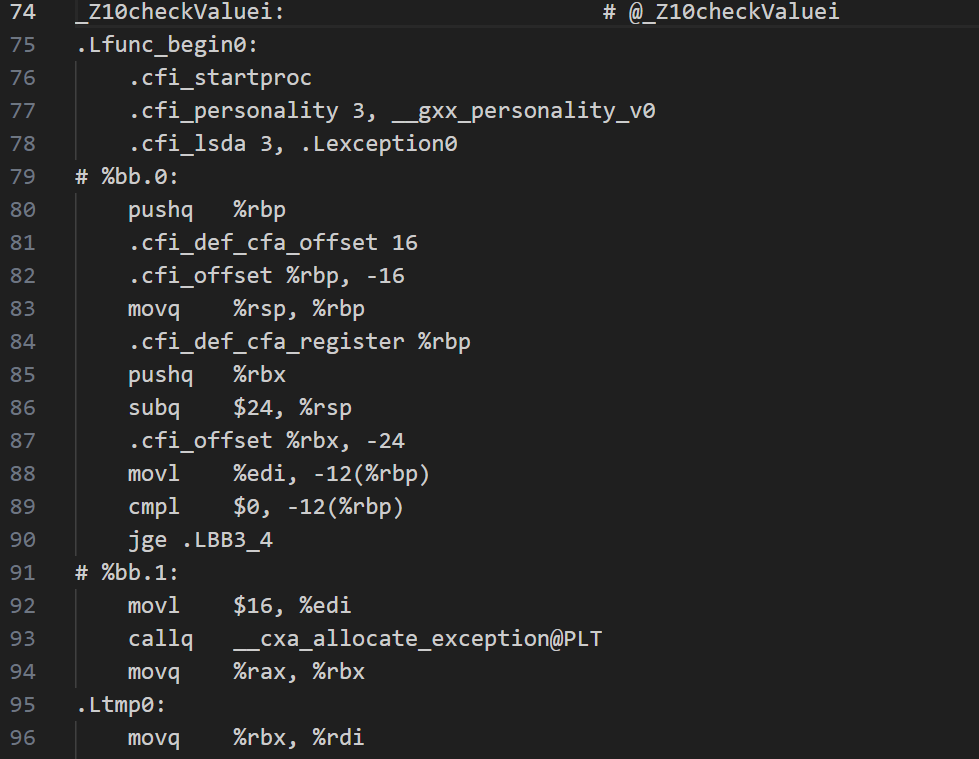 74 _Z10checkValuei: # @_Z10checkValuei
75 .Lfunc_begin0:
76 .cfi_startproc
77 .cfi_personality 3, __gxx_personality_v0
78 .cfi_lsda 3, .Lexception0
79 # %bb.0:
80 pushq %rbp
81 .cfi_def_cfa_offset 16
82 .cfi_offset %rbp, -16
83 movq %rsp, %rbp
84 .cfi_def_cfa_register %rbp
85 pushq %rbx
86 subq $24, %rsp
87 .cfi_offset %rbx, -24
88 movl %edi, -12(%rbp)
89 cmpl $0, -12(%rbp)
90 jge .LBB3_4
91 # %bb.1:
92 movl $16, %edi
93 callq __cxa_allocate_exception@PLT
94 movq %rax, %rbx
95 .Ltmp0:
96 movq %rbx, %rdi